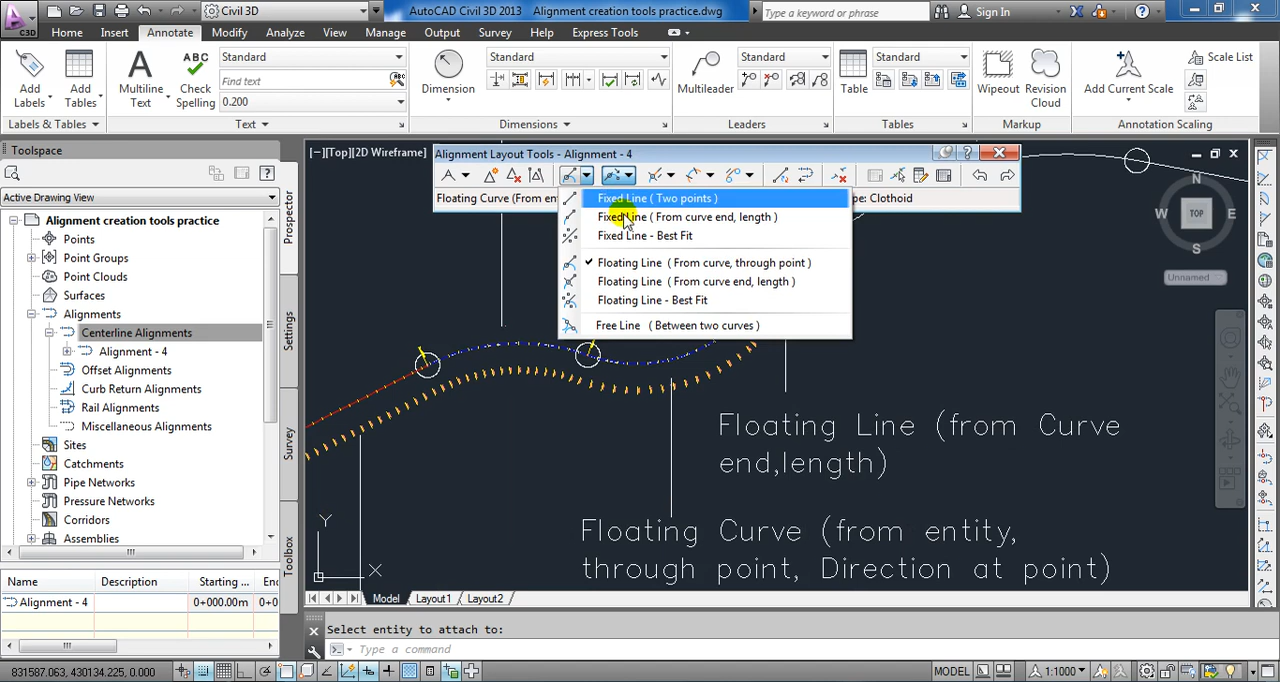 Civil 3D
AutoCAD Civil 3D 2013 Alignment creation tools practice.dwg
Type a keyword or phrase
Sign In
C3D
Home Insert Annotate Modify Analyze View Manage Output Survey Help Express Tools
Add Labels
Add Tables
Multiline Text
ABC
Check Spelling
Standard
Find text
0.200
Dimension
Standard
Multileader
Standard
Table
Standard
Wipeout
Revision Cloud
Add Current Scale
Scale List
Labels & Tables
Text
Dimensions
Leaders
Tables
Markup
Annotation Scaling
Toolspace
Active Drawing View
Alignment creation tools practice
Points
Point Groups
Point Clouds
Surfaces
Alignments
Centerline Alignments
Alignment - 4
Offset Alignments
Curb Return Alignments
Rail Alignments
Miscellaneous Alignments
Sites
Catchments
Pipe Networks
Pressure Networks
Corridors
Assemblies
Prospector
Settings
Survey
Toolbox
Name Description Starting ...
Alignment - 4 0+000.00m
[−][Top][2D Wireframe]
Alignment Layout Tools - Alignment - 4
Floating Curve (From en
pe: Clothoid
Fixed Line ( Two points )
Fixed Line ( From curve end, length )
Fixed Line - Best Fit
Floating Line ( From curve, through point )
Floating Line ( From curve end, length )
Floating Line - Best Fit
Free Line ( Between two curves )
N
W TOP E
S
Unnamed
Floating Line (from Curve
end,length)
Floating Curve (from entity,
through point, Direction at point)
Y
X
Model Layout1 Layout2
Select entity to attach to:
Type a command
831587.063, 430134.225, 0.000
MODEL
1:1000